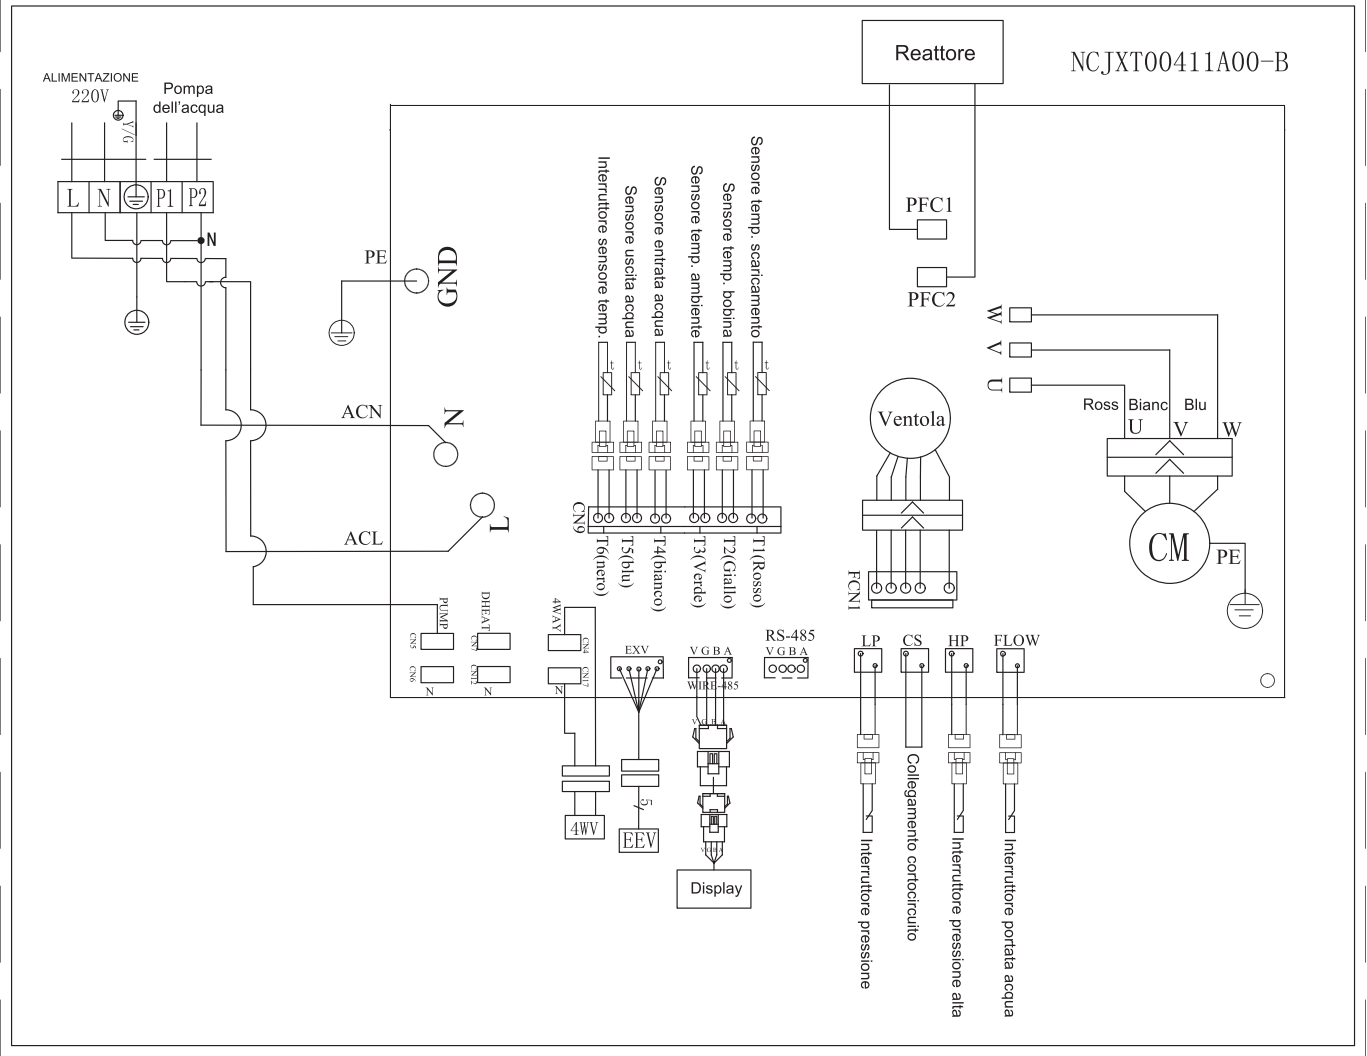 Reattore
NCJXT00411A00-B
ALIMENTAZIONE
220V
Y/G
Pompa
dell'acqua
L
N
P1
P2
N
PE
GND
ACN
N
ACL
L
Interruttore sensore temp.
Sensore uscita acqua
Sensore entrata acqua
Sensore temp. ambiente
Sensore temp. bobina
Sensore temp. scaricamento
t
t
t
t
t
t
CN9
T6(nero)
T5(blu)
T4(bianco)
T3(Verde)
T2(Giallo)
T1(Rosso)
PFC1
PFC2
W
V
U
Ross
Bianc
Blu
U
V
W
CM
PE
Ventola
FCN1
PUMP
CN5
CN6
N
DHEAT
CN7
CN12
N
4WAY
CN4
CN17
N
EXV
V G B A
WIRE-485
V G B A
RS-485
V G B A
LP
CS
HP
FLOW
4WV
5
EEV
V G B A
Display
Interruttore pressione
Collegamento cortocircuito
Interruttore pressione alta
Interruttore portata acqua